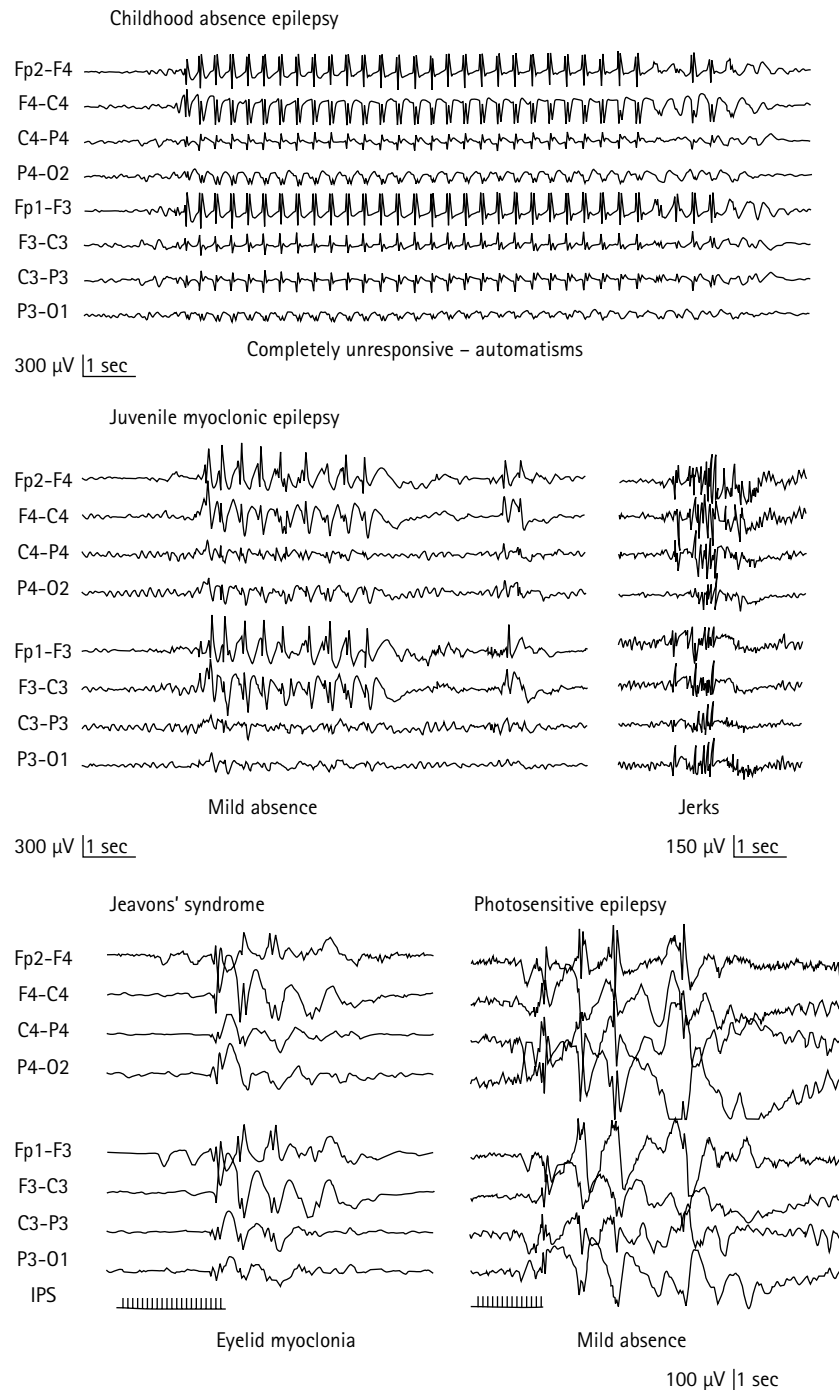 Childhood absence epilepsy
Fp2–F4
F4–C4
C4–P4
P4–O2
Fp1–F3
F3–C3
C3–P3
P3–O1
Completely unresponsive – automatisms
300 µV 1 sec
Juvenile myoclonic epilepsy
Fp2–F4
F4–C4
C4–P4
P4–O2
Fp1–F3
F3–C3
C3–P3
P3–O1
Mild absence Jerks
300 µV 1 sec 150 µV 1 sec
Jeavons' syndrome Photosensitive epilepsy
Fp2–F4
F4–C4
C4–P4
P4–O2
Fp1–F3
F3–C3
C3–P3
P3–O1
IPS
Eyelid myoclonia Mild absence
100 µV 1 sec